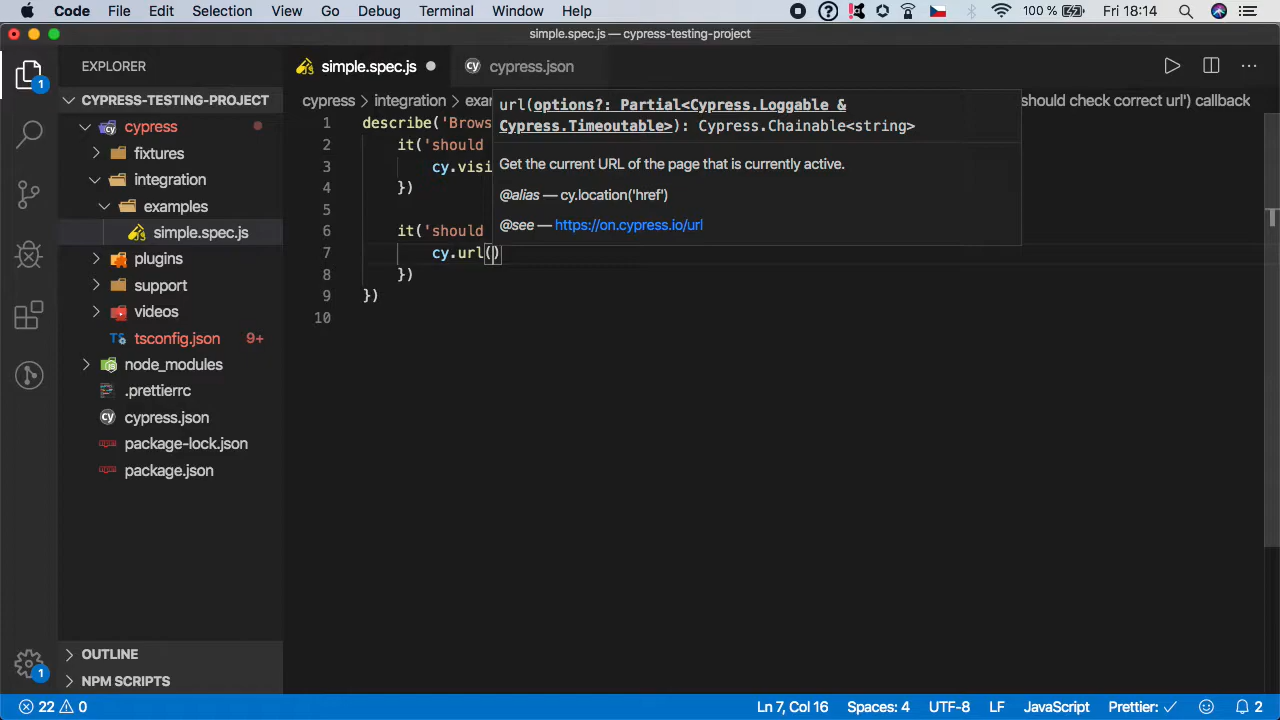 Code File Edit Selection View Go Debug Terminal Window Help 100 % Fri 18:14
simple.spec.js — cypress-testing-project
EXPLORER
simple.spec.js
cypress.json
CYPRESS-TESTING-PROJECT
cypress
fixtures
integration
examples
simple.spec.js
plugins
support
videos
tsconfig.json 9+
node_modules
.prettierrc
cypress.json
package-lock.json
package.json
OUTLINE
NPM SCRIPTS
cypress integration exa should check correct url') callback
url(options?: Partial<Cypress.Loggable &
Cypress.Timeoutable>): Cypress.Chainable<string>
Get the current URL of the page that is currently active.
@alias — cy.location('href')
@see — https://on.cypress.io/url
1 describe('Brows
2 it('should
3 cy.visi
4 })
5
6 it('should
7 cy.url()
8 })
9 })
10
1
1
22 0
Ln 7, Col 16 Spaces: 4 UTF-8 LF JavaScript Prettier: 2